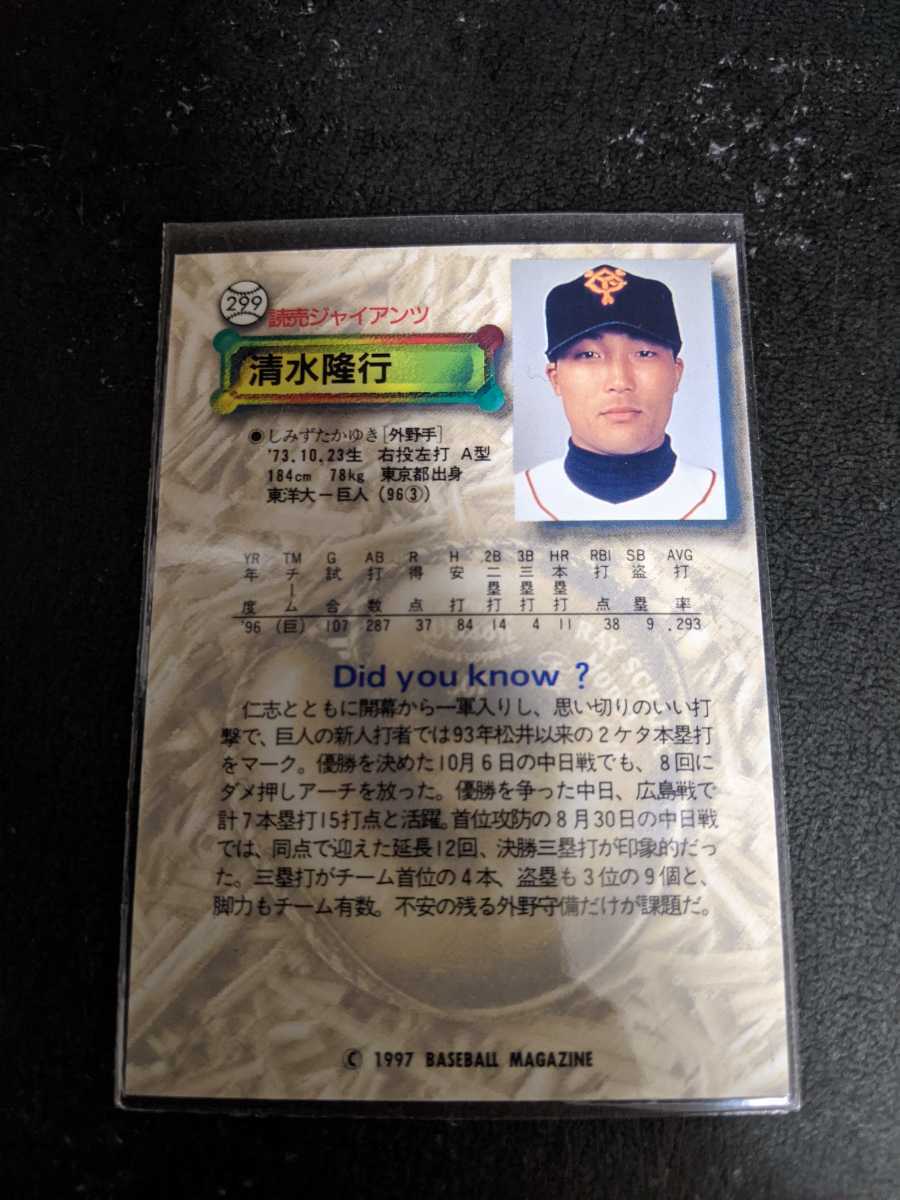 299
読売ジャイアンツ
清水隆行
●しみずたかゆき[外野手]
'73.10.23生 右投左打 A型
184cm 78kg 東京都出身
東洋大－巨人（96③）
YR TM G AB R H 2B 3B HR RBI SB AVG
年度 チーム 試合 打数 得点 安打 二塁打 三塁打 本塁打 打点 盗塁 打率
'96 (巨) 107 287 37 84 14 4 11 38 9 .293
Did you know ?
仁志とともに開幕から一軍入りし、思い切りのいい打
撃で、巨人の新人打者では93年松井以来の２ケタ本塁打
をマーク。優勝を決めた10月６日の中日戦でも、８回に
ダメ押しアーチを放った。優勝を争った中日、広島戦で
計７本塁打15打点と活躍。首位攻防の８月30日の中日戦
では、同点で迎えた延長12回、決勝三塁打が印象的だっ
た。三塁打がチーム首位の４本、盗塁も３位の９個と、
脚力もチーム有数。不安の残る外野守備だけが課題だ。
© 1997 BASEBALL MAGAZINE